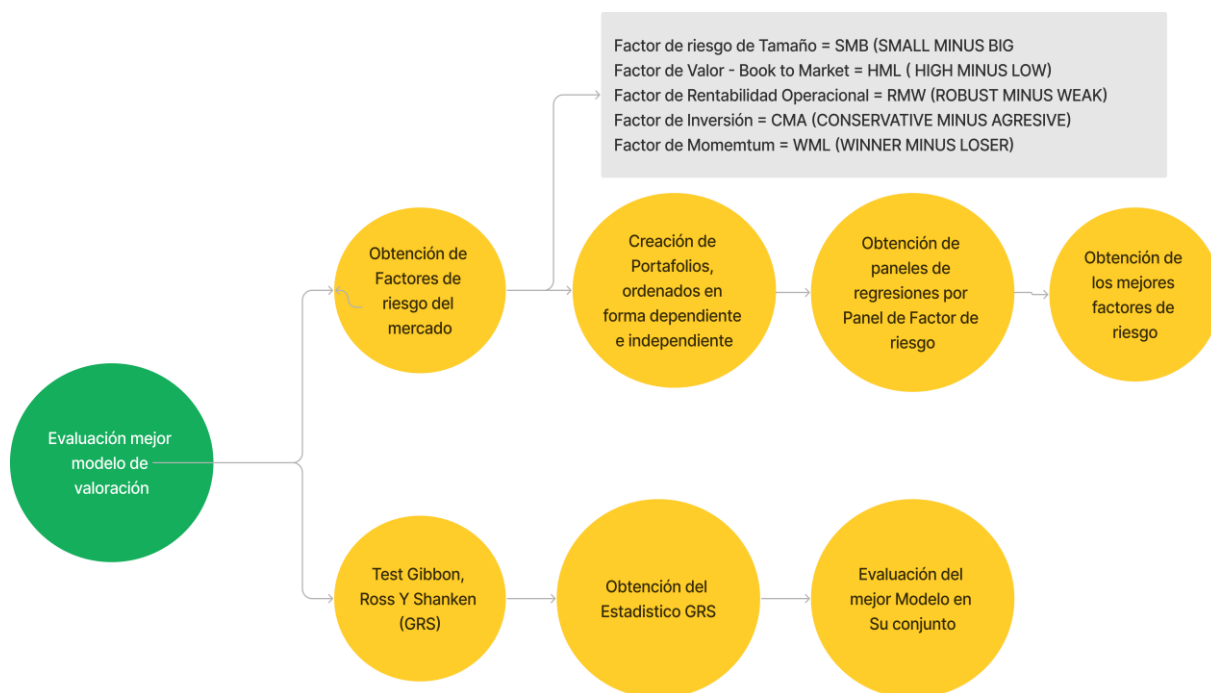 Factor de riesgo de Tamaño = SMB (SMALL MINUS BIG
Factor de Valor - Book to Market = HML ( HIGH MINUS LOW)
Factor de Rentabilidad Operacional = RMW (ROBUST MINUS WEAK)
Factor de Inversión = CMA (CONSERVATIVE MINUS AGRESIVE)
Factor de Momemtum = WML (WINNER MINUS LOSER)
Obtención de
Factores de
riesgo del
mercado
Creación de
Portafolios,
ordenados en
forma dependiente
e independiente
Obtención de
paneles de
regresiones por
Panel de Factor de
riesgo
Obtención de
los mejores
factores de
riesgo
Evaluación mejor
modelo de
valoración
Test Gibbon,
Ross Y Shanken
(GRS)
Obtención del
Estadistico GRS
Evaluación del
mejor Modelo en
Su conjunto